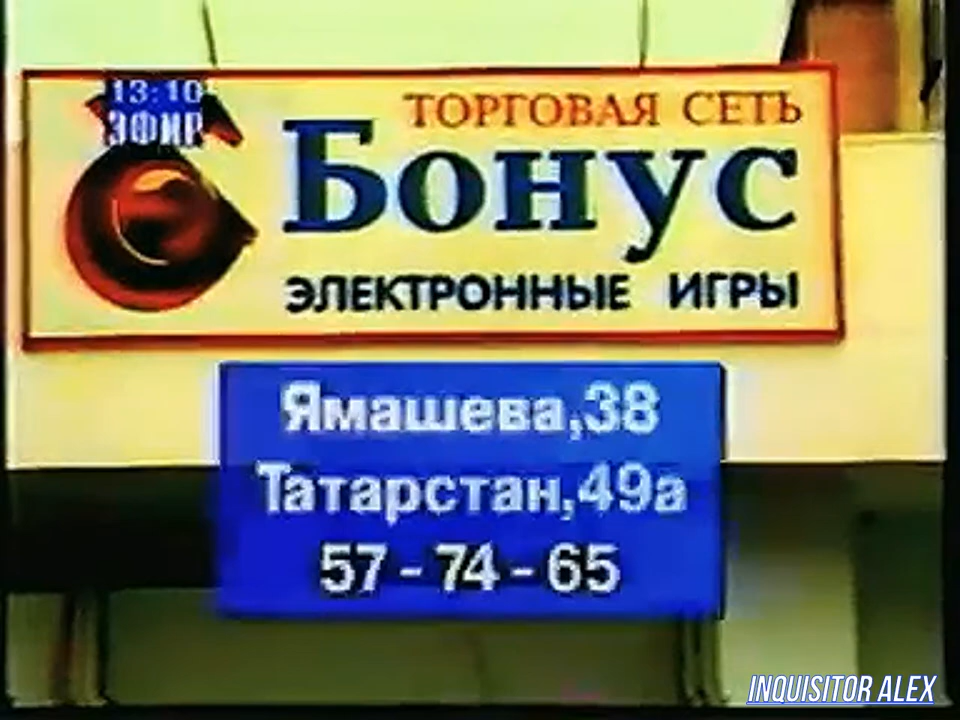 13:10
ЭФИР
ТОРГОВАЯ СЕТЬ
Бонус
ЭЛЕКТРОННЫЕ ИГРЫ
Ямашева,38
Татарстан,49а
57-74-65
INQUISITOR ALEX